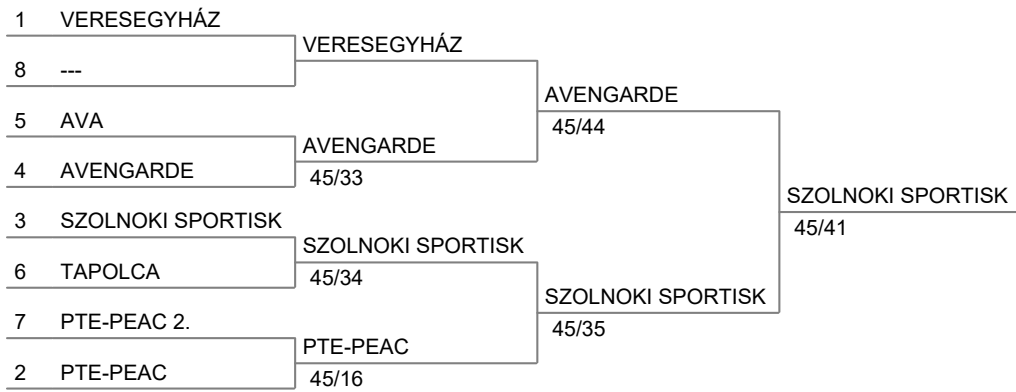 1 VERESEGYHÁZ
VERESEGYHÁZ
8 ---
AVENGARDE
45/44
5 AVA
AVENGARDE
45/33
4 AVENGARDE
SZOLNOKI SPORTISK
45/41
3 SZOLNOKI SPORTISK
SZOLNOKI SPORTISK
45/34
6 TAPOLCA
SZOLNOKI SPORTISK
45/35
7 PTE-PEAC 2.
PTE-PEAC
45/16
2 PTE-PEAC